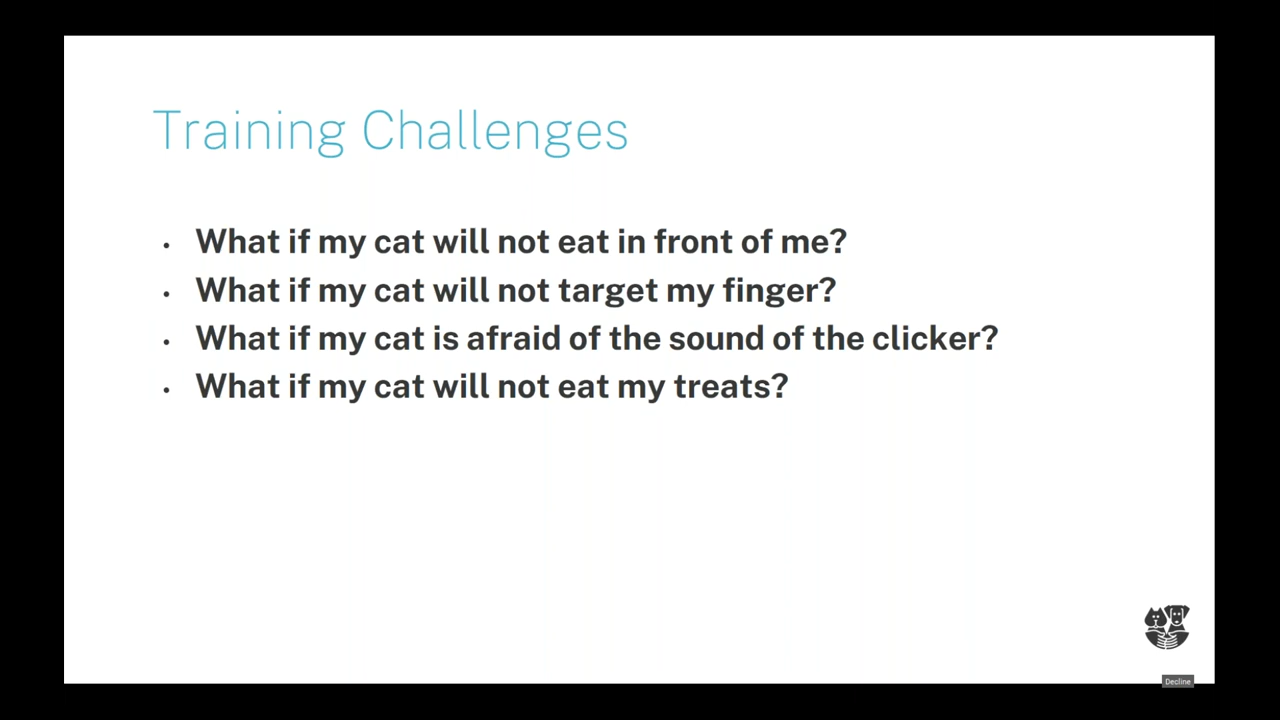 Training Challenges
• What if my cat will not eat in front of me?
• What if my cat will not target my finger?
• What if my cat is afraid of the sound of the clicker?
• What if my cat will not eat my treats?
Decline